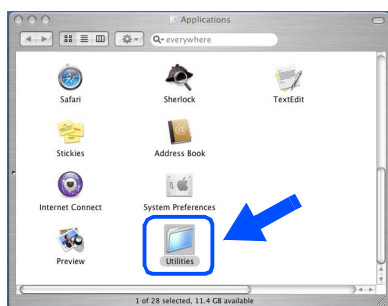 Applications
everywhere
Safari
Sherlock
TextEdit
Stickies
Address Book
Internet Connect
System Preferences
Preview
Utilities
1 of 28 selected, 11.4 GB available